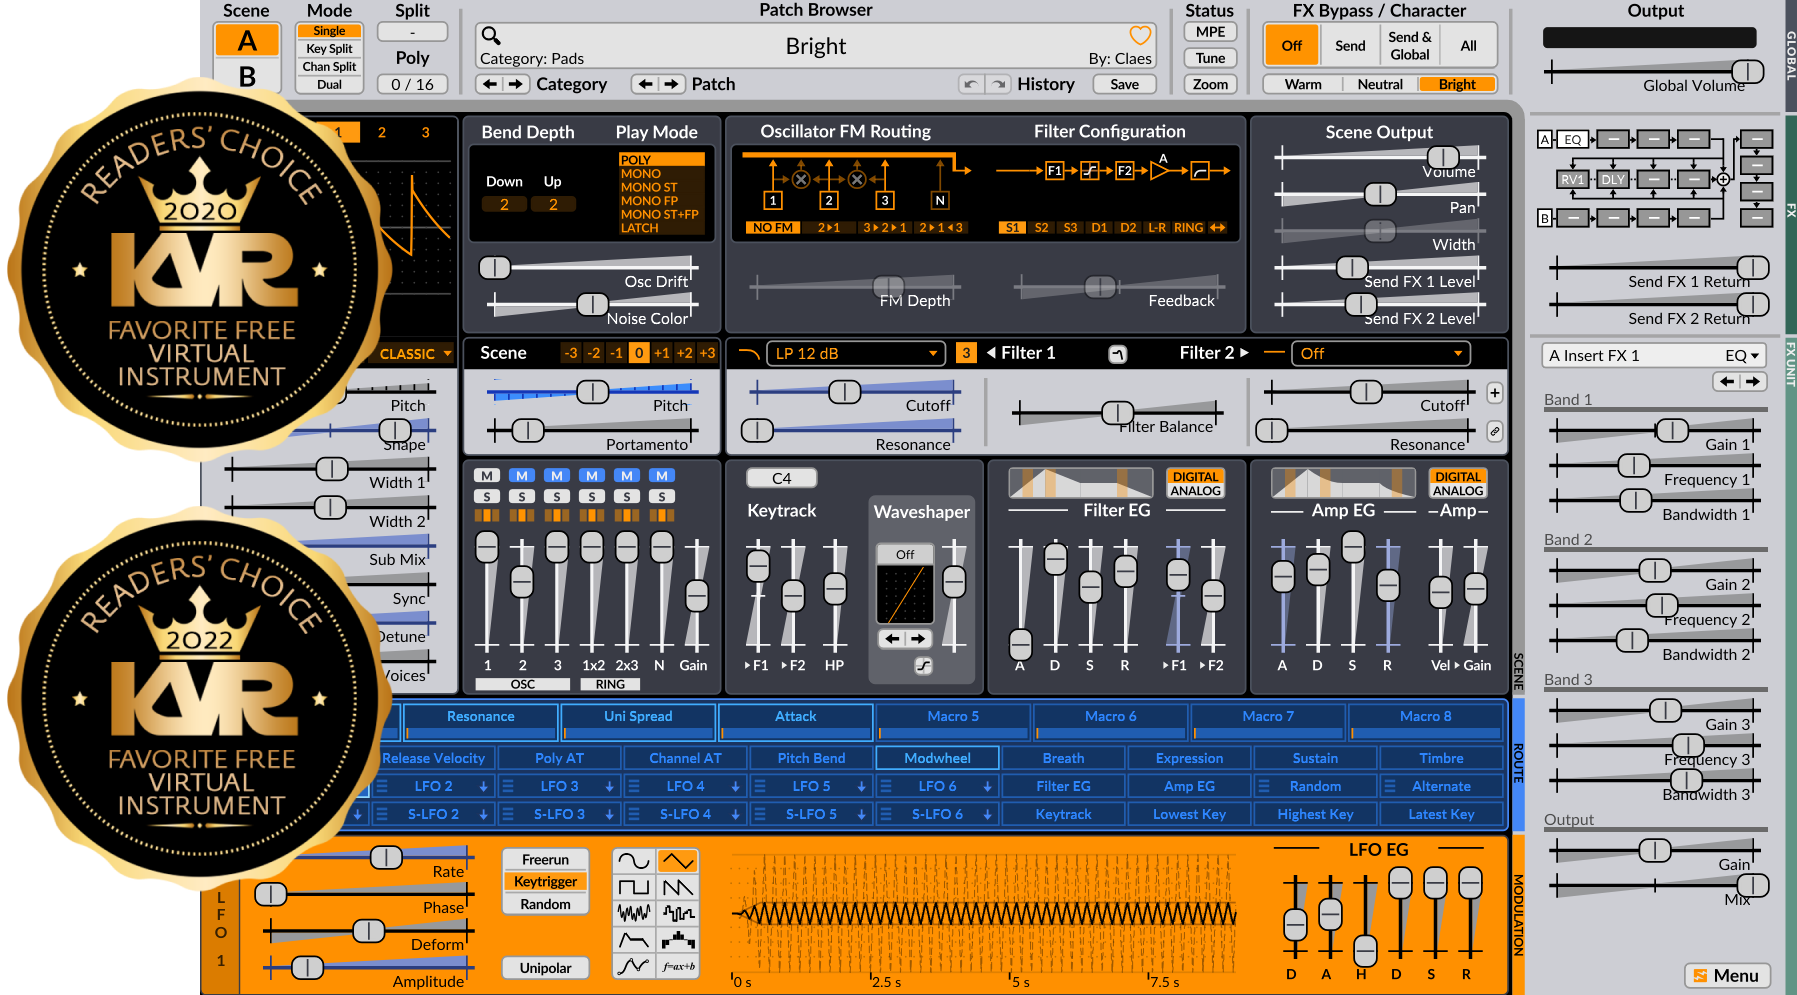 Scene
A
B
Mode
Single
Key Split
Chan Split
Dual
Split
-
Poly
0 / 16
Patch Browser
Bright
Category: Pads
By: Claes
Category
Patch
History
Save
Status
MPE
Tune
Zoom
FX Bypass / Character
Off
Send
Send & Global
All
Warm
Neutral
Bright
Output
Global Volume
GLOBAL
READERS' CHOICE
2020
KVR
FAVORITE FREE
VIRTUAL
INSTRUMENT
1 2 3
CLASSIC
Pitch
Shape
Width 1
Width 2
Sub Mix
Sync
Detune
Voices
Bend Depth
Down Up
2 2
Play Mode
POLY
MONO
MONO ST
MONO FP
MONO ST+FP
LATCH
Osc Drift
Noise Color
Oscillator FM Routing
1 2 3 N
NO FM 2▸1 3▸2▸1 2▸1◂3
FM Depth
Filter Configuration
F1 F2 A
S1 S2 S3 D1 D2 L-R RING
Feedback
Scene Output
Volume
Pan
Width
Send FX 1 Level
Send FX 2 Level
A EQ
RV1 DLY
B
Send FX 1 Return
Send FX 2 Return
FX
Scene -3 -2 -1 0 +1 +2 +3
Pitch
Portamento
LP 12 dB 3 ◀ Filter 1
Filter 2 ▶ Off
Cutoff
Resonance
Filter Balance
Cutoff
Resonance
+
M M M M M M
S S S S S S
1 2 3 1x2 2x3 N Gain
OSC RING
C4
Keytrack
▸F1 ▸F2 HP
Waveshaper
Off
DIGITAL
ANALOG
Filter EG
A D S R ▸F1 ▸F2
DIGITAL
ANALOG
Amp EG
Amp
A D S R Vel ▸ Gain
SCENE
A Insert FX 1 EQ ▾
FX UNIT
Band 1
Gain 1
Frequency 1
Bandwidth 1
Band 2
Gain 2
Frequency 2
Bandwidth 2
Band 3
Gain 3
Frequency 3
Bandwidth 3
Output
Gain
Mix
Menu
READERS' CHOICE
2022
KVR
FAVORITE FREE
VIRTUAL
INSTRUMENT
Resonance Uni Spread Attack Macro 5 Macro 6 Macro 7 Macro 8
Release Velocity Poly AT Channel AT Pitch Bend Modwheel Breath Expression Sustain Timbre
LFO 2 LFO 3 LFO 4 LFO 5 LFO 6 Filter EG Amp EG Random Alternate
S-LFO 2 S-LFO 3 S-LFO 4 S-LFO 5 S-LFO 6 Keytrack Lowest Key Highest Key Latest Key
ROUTE
LFO 1
Rate
Phase
Deform
Amplitude
Freerun
Keytrigger
Random
Unipolar
f=ax+b
0 s 2.5 s 5 s 7.5 s
LFO EG
D A H D S R
MODULATION